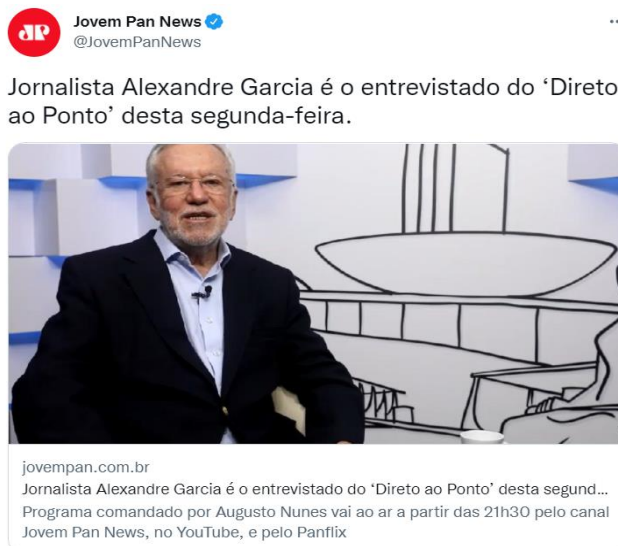 JP
Jovem Pan News
@JovemPanNews
Jornalista Alexandre Garcia é o entrevistado do ‘Direto
ao Ponto’ desta segunda-feira.
jovempan.com.br
Jornalista Alexandre Garcia é o entrevistado do ‘Direto ao Ponto’ desta segund...
Programa comandado por Augusto Nunes vai ao ar a partir das 21h30 pelo canal
Jovem Pan News, no YouTube, e pelo Panflix